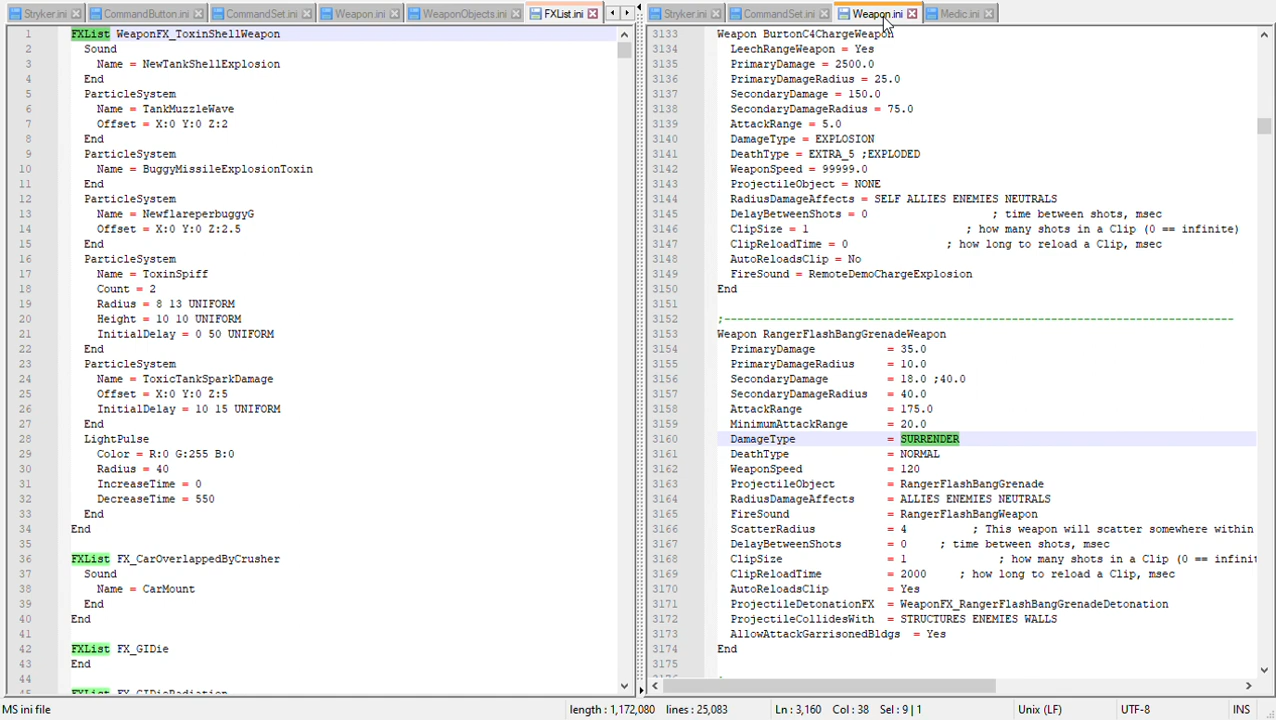 Stryker.ini CommandButton.ini CommandSet.ini Weapon.ini WeaponObjects.ini FXList.ini
1 FXList WeaponFX_ToxinShellWeapon
2 Sound
3 Name = NewTankShellExplosion
4 End
5 ParticleSystem
6 Name = TankMuzzleWave
7 Offset = X:0 Y:0 Z:2
8 End
9 ParticleSystem
10 Name = BuggyMissileExplosionToxin
11 End
12 ParticleSystem
13 Name = NewflareperbuggyG
14 Offset = X:0 Y:0 Z:2.5
15 End
16 ParticleSystem
17 Name = ToxinSpiff
18 Count = 2
19 Radius = 8 13 UNIFORM
20 Height = 10 10 UNIFORM
21 InitialDelay = 0 50 UNIFORM
22 End
23 ParticleSystem
24 Name = ToxicTankSparkDamage
25 Offset = X:0 Y:0 Z:5
26 InitialDelay = 10 15 UNIFORM
27 End
28 LightPulse
29 Color = R:0 G:255 B:0
30 Radius = 40
31 IncreaseTime = 0
32 DecreaseTime = 550
33 End
34 End
35
36 FXList FX_CarOverlappedByCrusher
37 Sound
38 Name = CarMount
39 End
40 End
41
42 FXList FX_GIDie
43 End
44
45 FXList FX_GIDieRadiation
Stryker.ini CommandSet.ini Weapon.ini Medic.ini
3133 Weapon BurtonC4ChargeWeapon
3134 LeechRangeWeapon = Yes
3135 PrimaryDamage = 2500.0
3136 PrimaryDamageRadius = 25.0
3137 SecondaryDamage = 150.0
3138 SecondaryDamageRadius = 75.0
3139 AttackRange = 5.0
3140 DamageType = EXPLOSION
3141 DeathType = EXTRA_5 ;EXPLODED
3142 WeaponSpeed = 99999.0
3143 ProjectileObject = NONE
3144 RadiusDamageAffects = SELF ALLIES ENEMIES NEUTRALS
3145 DelayBetweenShots = 0 ; time between shots, msec
3146 ClipSize = 1 ; how many shots in a Clip (0 == infinite)
3147 ClipReloadTime = 0 ; how long to reload a Clip, msec
3148 AutoReloadsClip = No
3149 FireSound = RemoteDemoChargeExplosion
3150 End
3151
3152 ;------------------------------------------------------------------------------
3153 Weapon RangerFlashBangGrenadeWeapon
3154 PrimaryDamage = 35.0
3155 PrimaryDamageRadius = 10.0
3156 SecondaryDamage = 18.0 ;40.0
3157 SecondaryDamageRadius = 40.0
3158 AttackRange = 175.0
3159 MinimumAttackRange = 20.0
3160 DamageType = SURRENDER
3161 DeathType = NORMAL
3162 WeaponSpeed = 120
3163 ProjectileObject = RangerFlashBangGrenade
3164 RadiusDamageAffects = ALLIES ENEMIES NEUTRALS
3165 FireSound = RangerFlashBangWeapon
3166 ScatterRadius = 4 ; This weapon will scatter somewhere within
3167 DelayBetweenShots = 0 ; time between shots, msec
3168 ClipSize = 1 ; how many shots in a Clip (0 == infinit
3169 ClipReloadTime = 2000 ; how long to reload a Clip, msec
3170 AutoReloadsClip = Yes
3171 ProjectileDetonationFX = WeaponFX_RangerFlashBangGrenadeDetonation
3172 ProjectileCollidesWith = STRUCTURES ENEMIES WALLS
3173 AllowAttackGarrisonedBldgs = Yes
3174 End
3175
MS ini file length : 1,172,080 lines : 25,083 Ln : 3,160 Col : 38 Sel : 9 | 1 Unix (LF) UTF-8 INS